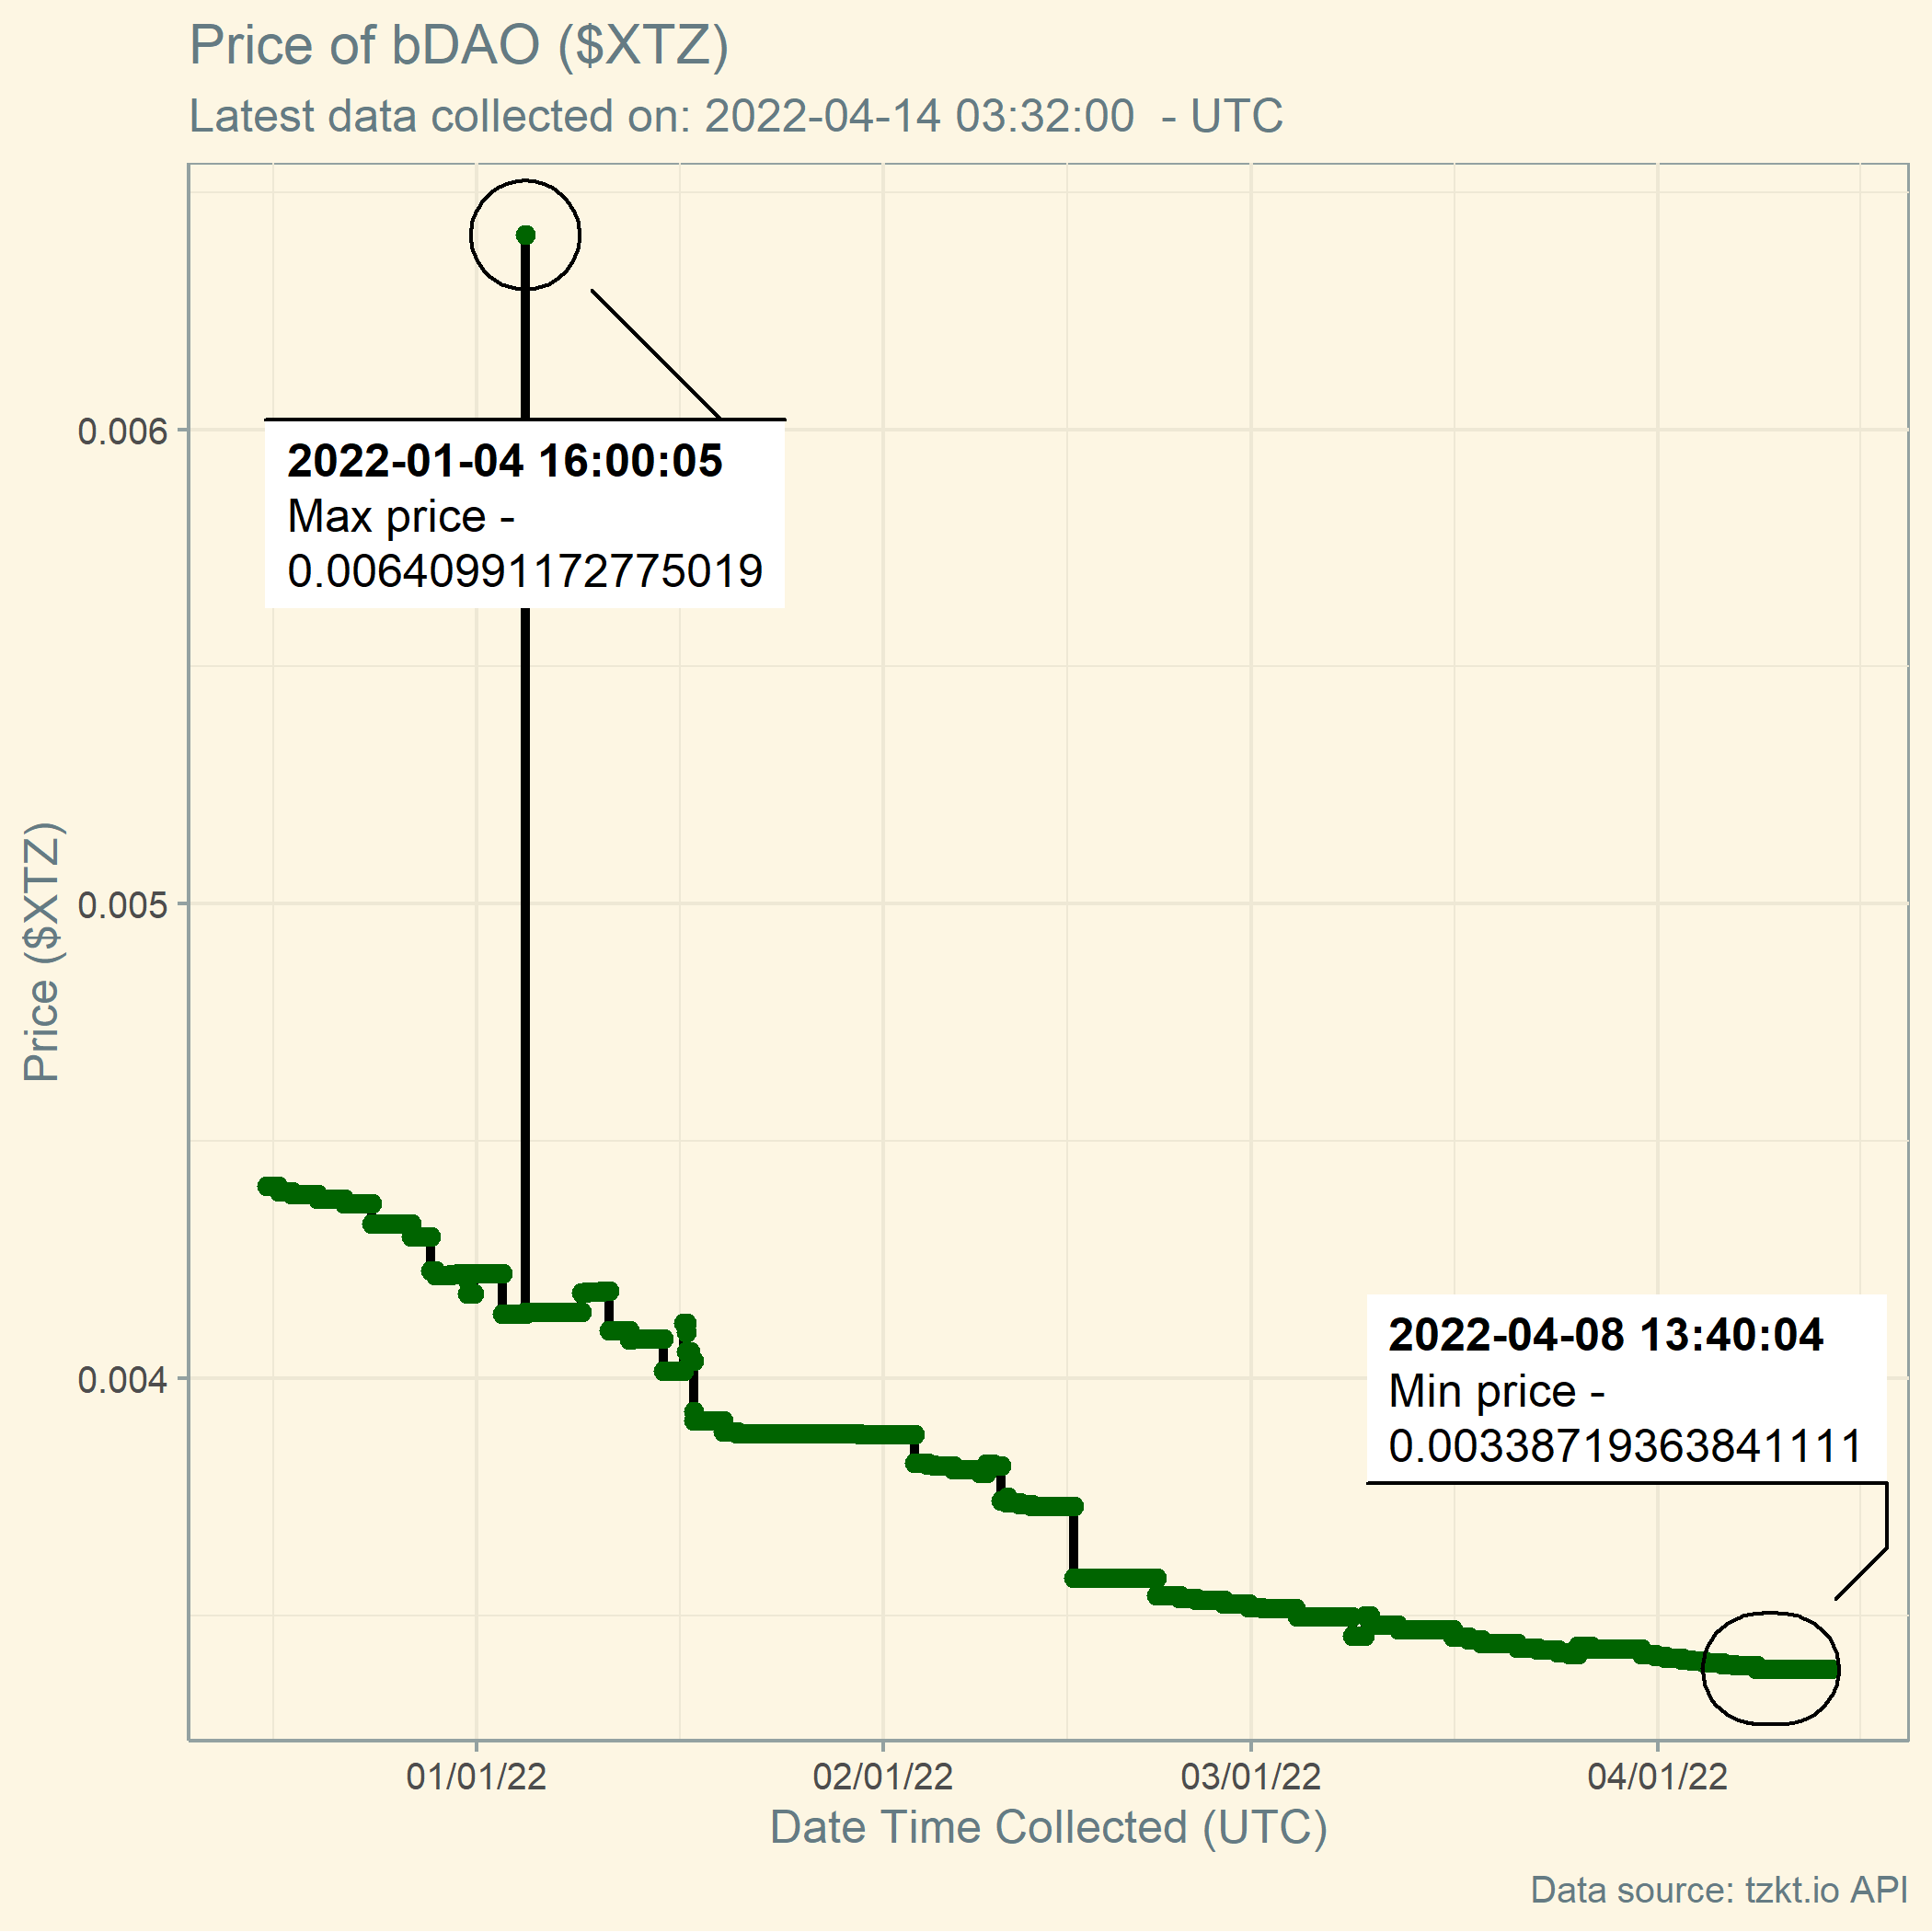 Price of bDAO ($XTZ)
Latest data collected on: 2022-04-14 03:32:00  - UTC
2022-01-04 16:00:05
Max price -
0.00640991172775019
0.006
0.005
0.004
Price ($XTZ)
2022-04-08 13:40:04
Min price -
0.00338719363841111
01/01/22
02/01/22
03/01/22
04/01/22
Date Time Collected (UTC)
Data source: tzkt.io API